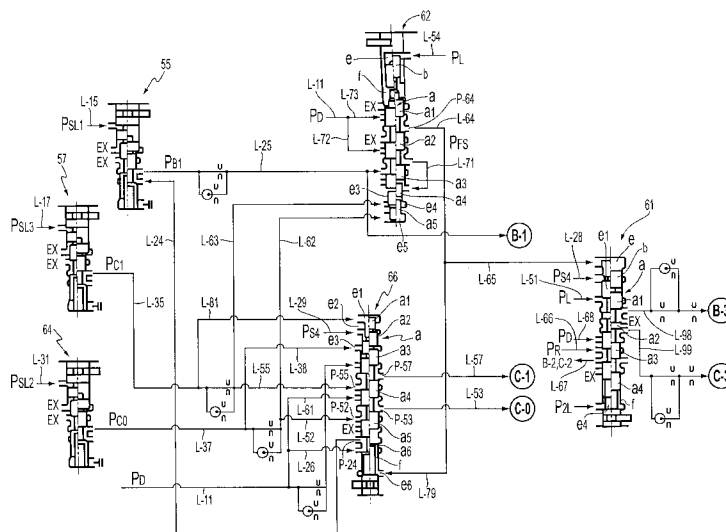 62
L-54
PL
e
b
f
a
a1
P-64
L-64
L-11
PD
L-73
EX
L-72
EX
a2
PFS
L-71
a3
a4
e3
e4
a5
e5
55
L-15
PSL1
EX
EX
PB1
L-25
57
L-17
PSL3
EX
EX
PC1
L-24
L-63
L-62
L-35
B-1
L-65
61
L-28
e1
e
b
PS4
a
L-51
PL
a1
L-66
PD
L-68
EX
PR
a2
L-98
B-2,C-2
a3
L-99
L-67
EX
a4
P2L
e4
f
B-3
C-2
66
L-81
L-29
e1
e2
a1
PS4
a2
e3
a
a3
L-38
P-57
L-57
C-1
P-55
L-55
a4
L-53
C-0
L-61
P-52
P-53
EX
L-52
a5
a6
L-26
P-24
f
e6
L-79
64
L-31
PSL2
EX
EX
PC0
L-37
PD
L-11